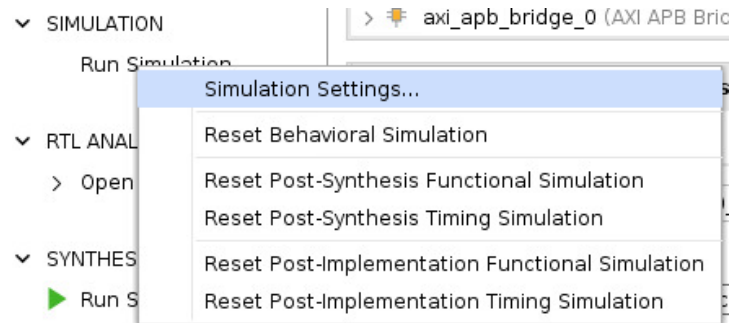 SIMULATION
axi_apb_bridge_0 (AXI APB Bri
Run Simulation
Simulation Settings...
Reset Behavioral Simulation
RTL ANAL
Open
Reset Post-Synthesis Functional Simulation
Reset Post-Synthesis Timing Simulation
SYNTHES
Reset Post-Implementation Functional Simulation
Run S
Reset Post-Implementation Timing Simulation